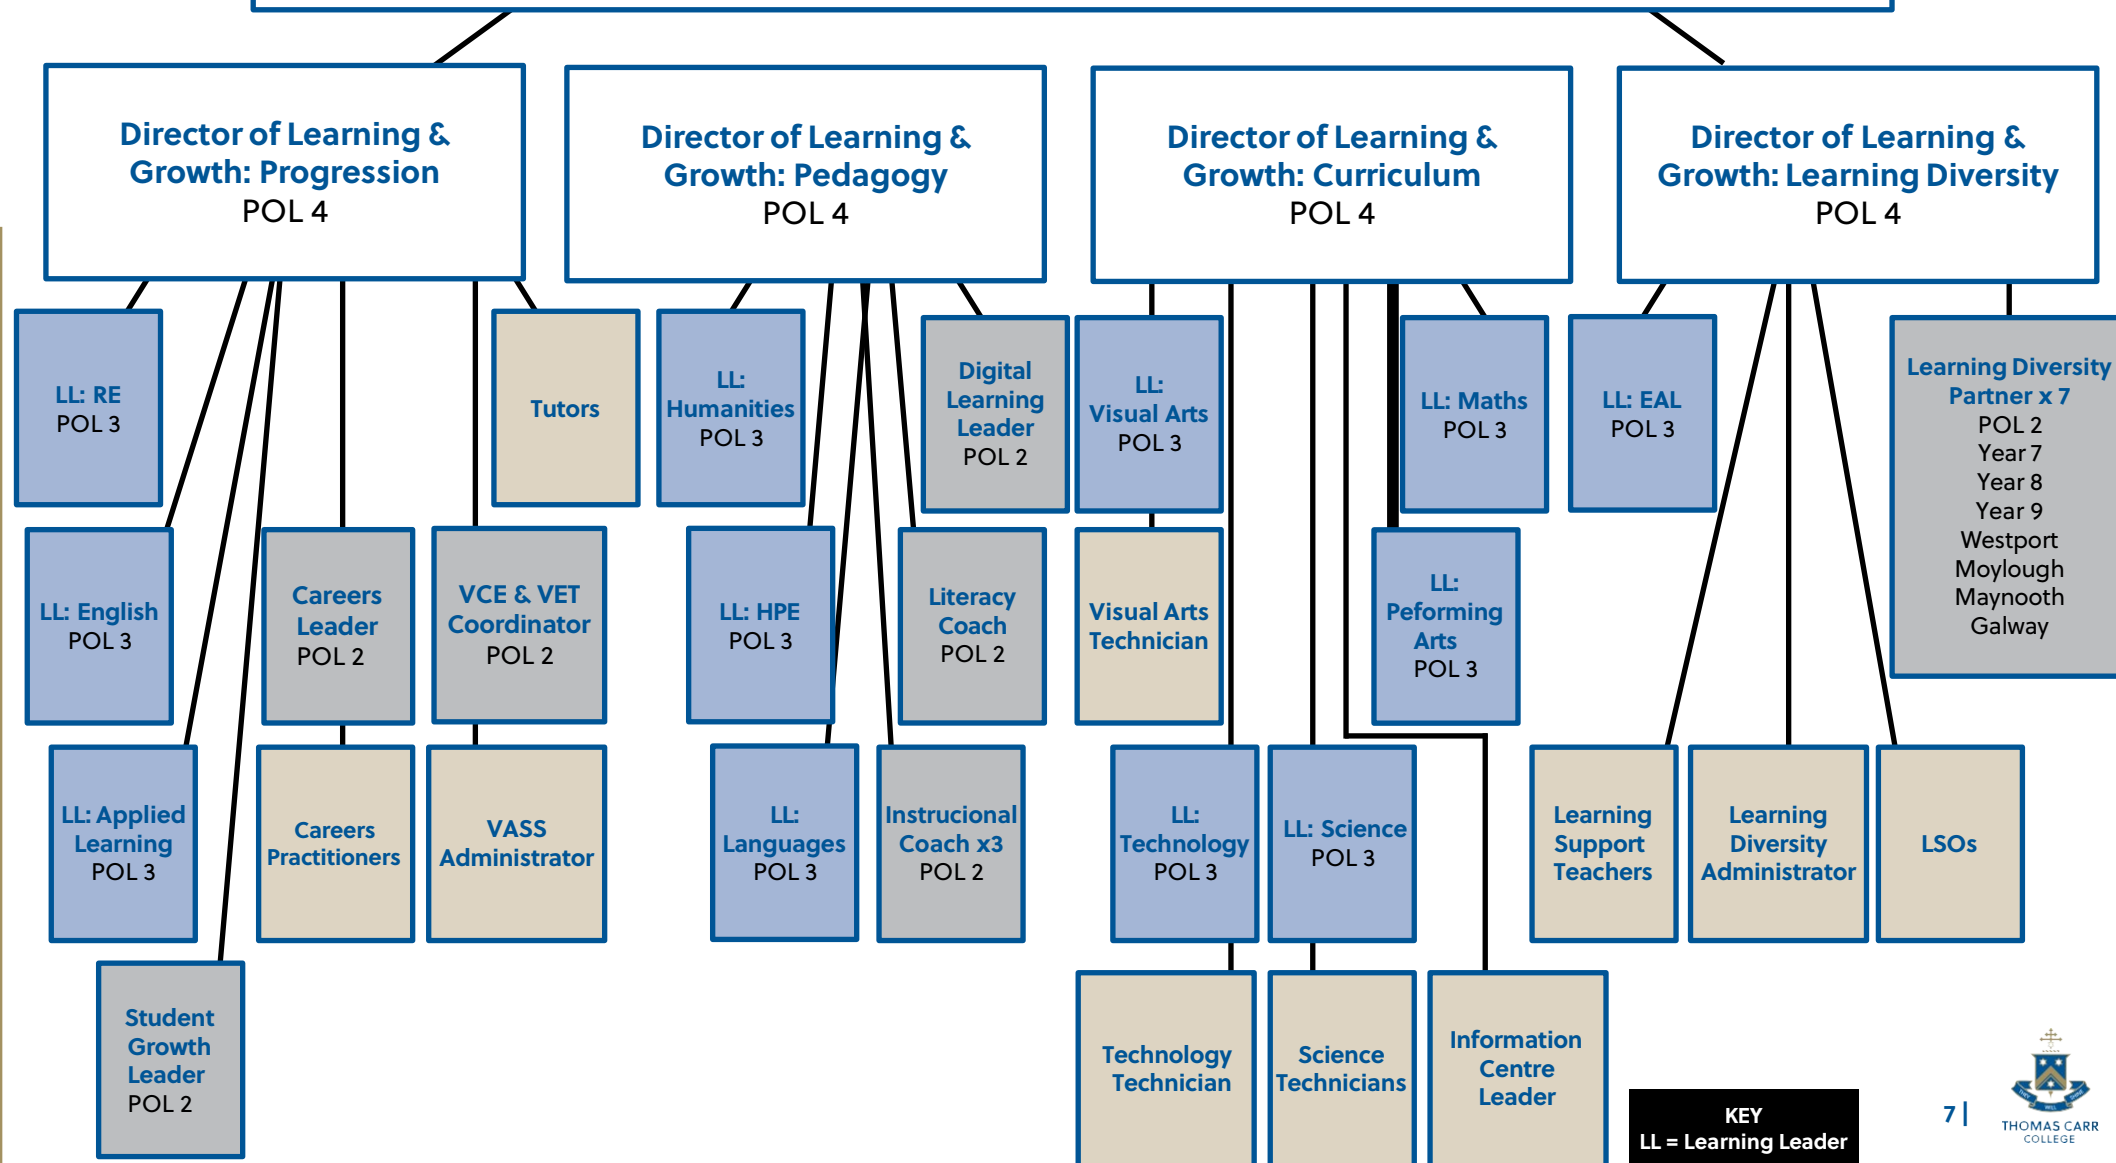 Director of Learning &
Growth: Progression
POL 4
Director of Learning &
Growth: Pedagogy
POL 4
Director of Learning &
Growth: Curriculum
POL 4
Director of Learning &
Growth: Learning Diversity
POL 4
LL: RE
POL 3
Tutors
LL:
Humanities
POL 3
Digital
Learning
Leader
POL 2
LL:
Visual Arts
POL 3
LL: Maths
POL 3
LL: EAL
POL 3
Learning Diversity
Partner x 7
POL 2
Year 7
Year 8
Year 9
Westport
Moylough
Maynooth
Galway
LL: English
POL 3
Careers
Leader
POL 2
VCE & VET
Coordinator
POL 2
LL: HPE
POL 3
Literacy
Coach
POL 2
Visual Arts
Technician
LL:
Peforming
Arts
POL 3
LL: Applied
Learning
POL 3
Careers
Practitioners
VASS
Administrator
LL:
Languages
POL 3
Instrucional
Coach x3
POL 2
LL:
Technology
POL 3
LL: Science
POL 3
Learning
Support
Teachers
Learning
Diversity
Administrator
LSOs
Student
Growth
Leader
POL 2
Technology
Technician
Science
Technicians
Information
Centre
Leader
KEY
LL = Learning Leader
7 |
THOMAS CARR
COLLEGE